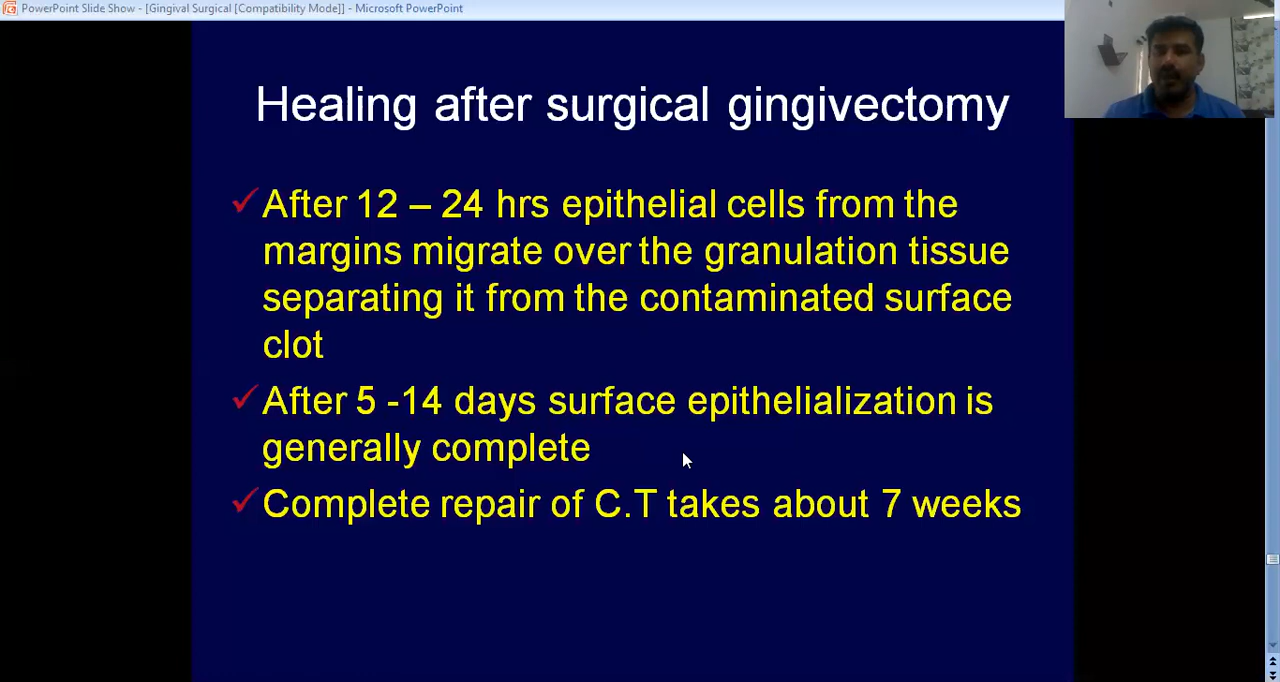 PowerPoint Slide Show - [Gingival Surgical [Compatibility Mode]] - Microsoft PowerPoint
Healing after surgical gingivectomy
After 12 – 24 hrs epithelial cells from the
margins migrate over the granulation tissue
separating it from the contaminated surface
clot
After 5 -14 days surface epithelialization is
generally complete
Complete repair of C.T takes about 7 weeks